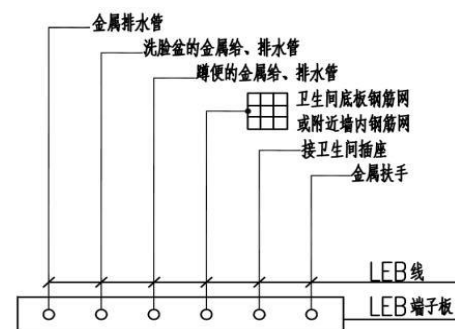 金属排水管
洗脸盆的金属给、排水管
蹲便的金属给、排水管
卫生间底板钢筋网
或附近墙内钢筋网
接卫生间插座
金属扶手
LEB线
LEB端子板